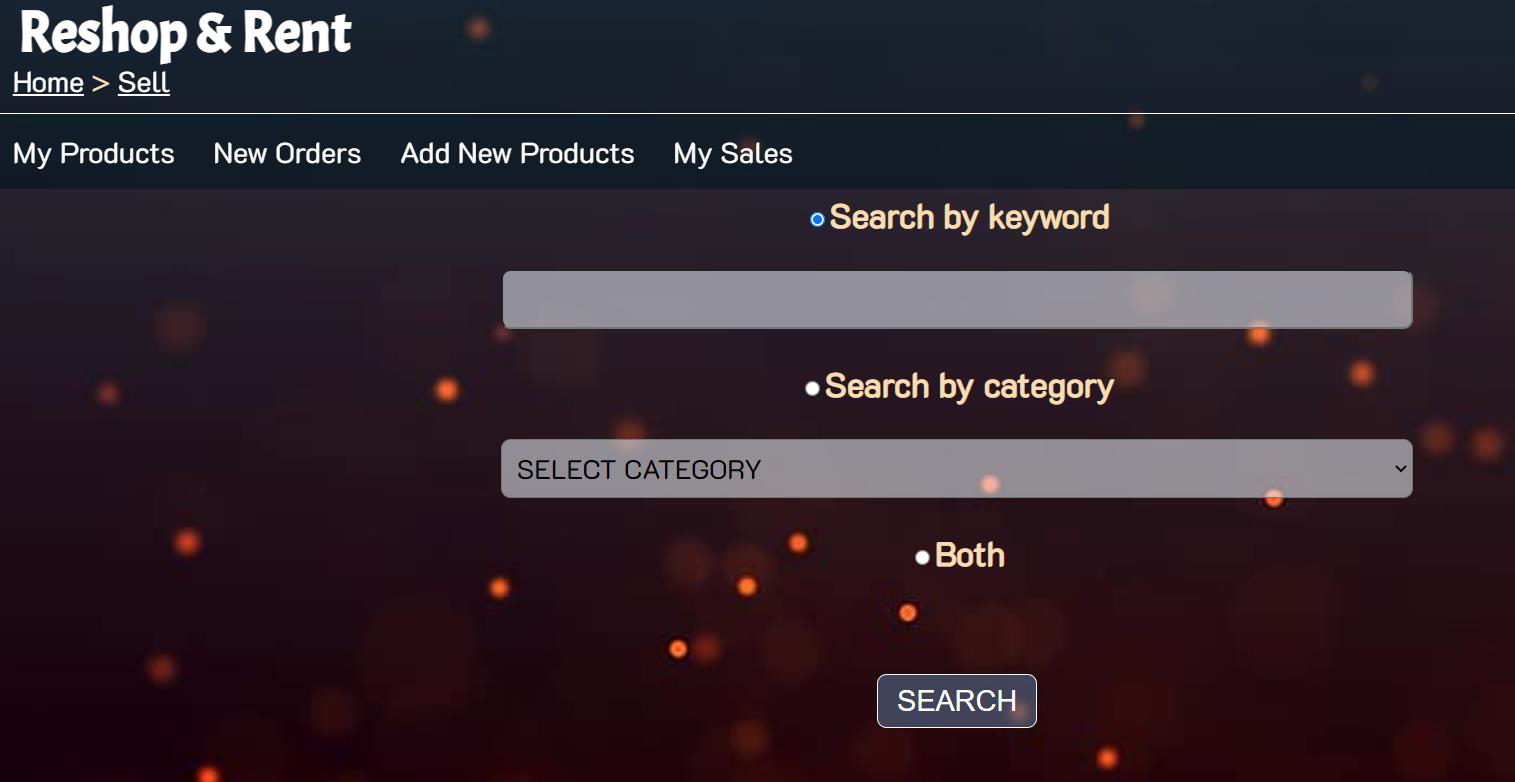 Reshop & Rent
Home > Sell
My Products New Orders Add New Products My Sales
Search by keyword
Search by category
SELECT CATEGORY
Both
SEARCH